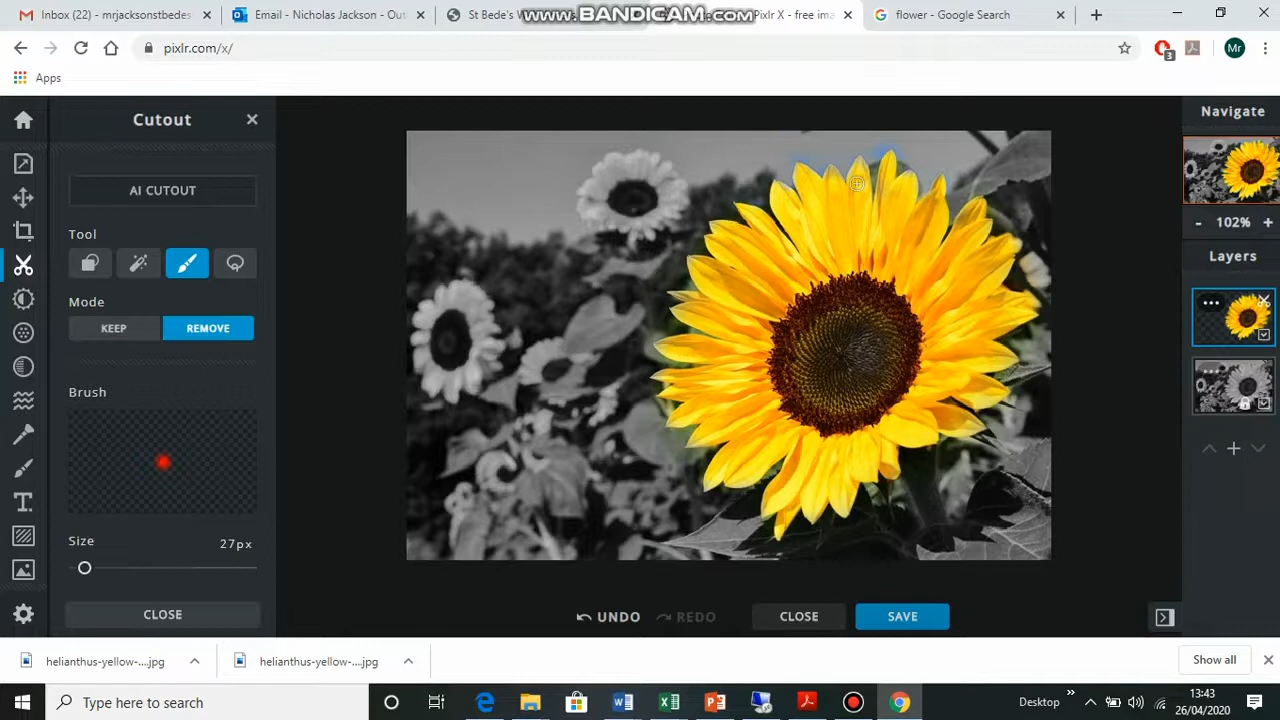 Inbox (22) - mrjacksonstbedes
Email - Nicholas Jackson - Out
St Bede's W
www.BANDICAM.com
Pixlr X - free ima
flower - Google Search
pixlr.com/x/
3
Mr
Apps
Cutout
AI CUTOUT
Tool
Mode
KEEP
REMOVE
Brush
Size
27px
CLOSE
UNDO
REDO
CLOSE
SAVE
Navigate
- 102% +
Layers
helianthus-yellow-....jpg
helianthus-yellow-....jpg
Show all
Type here to search
Desktop
13:43
26/04/2020